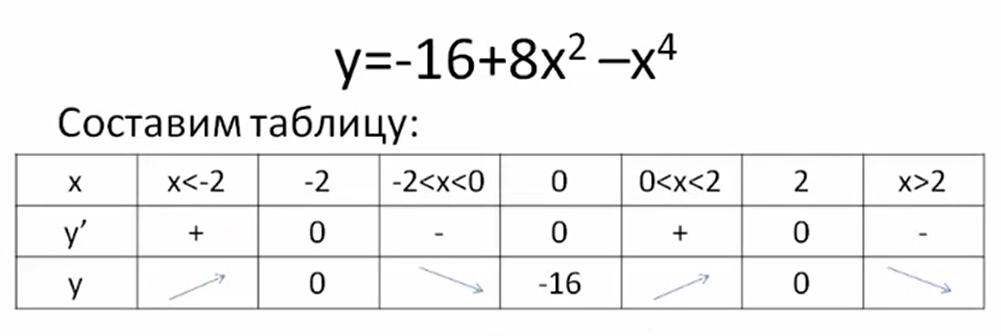 y=-16+8x² –x⁴
Составим таблицу:
x x<-2 -2 -2<x<0 0 0<x<2 2 x>2
y’ + 0 - 0 + 0 -
y 0 -16 0